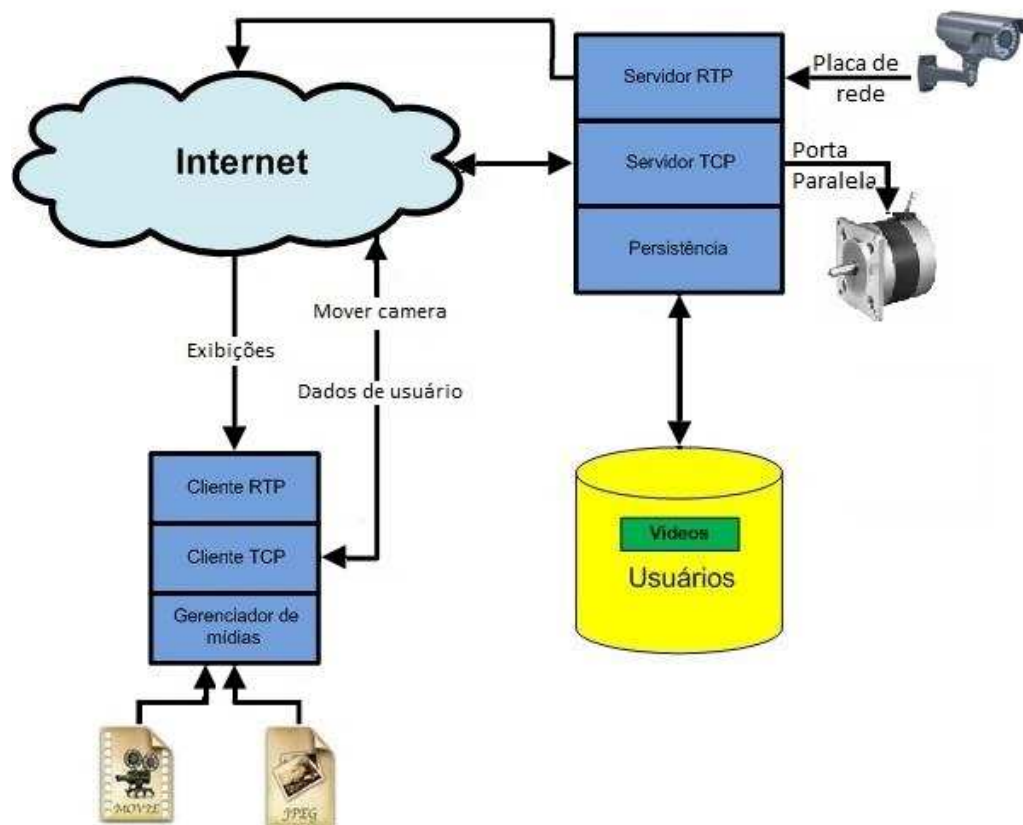 Servidor RTP
Placa de
rede
Internet
Servidor TCP
Porta
Paralela
Persistência
Mover camera
Exibições
Dados de usuário
Cliente RTP
Cliente TCP
Gerenciador de
mídias
Vídeos
Usuários
MOVIE
JPEG